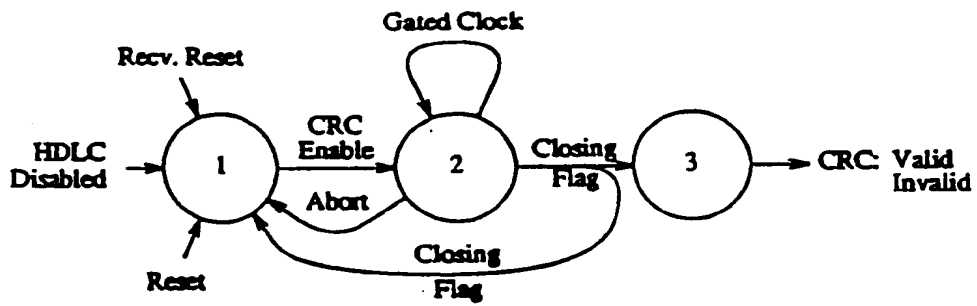 Gated Clock
Recv. Reset
HDLC
Disabled
1
CRC
Enable
2
Closing
Flag
3
CRC: Valid
Invalid
Abort
Closing
Flag
Reset